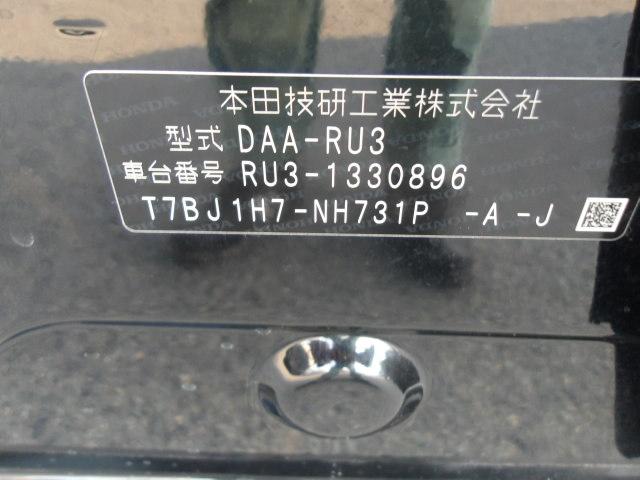 本田技研工業株式会社
型式 DAA-RU3
車台番号 RU3-1330896
T7BJ1H7-NH731P -A -J